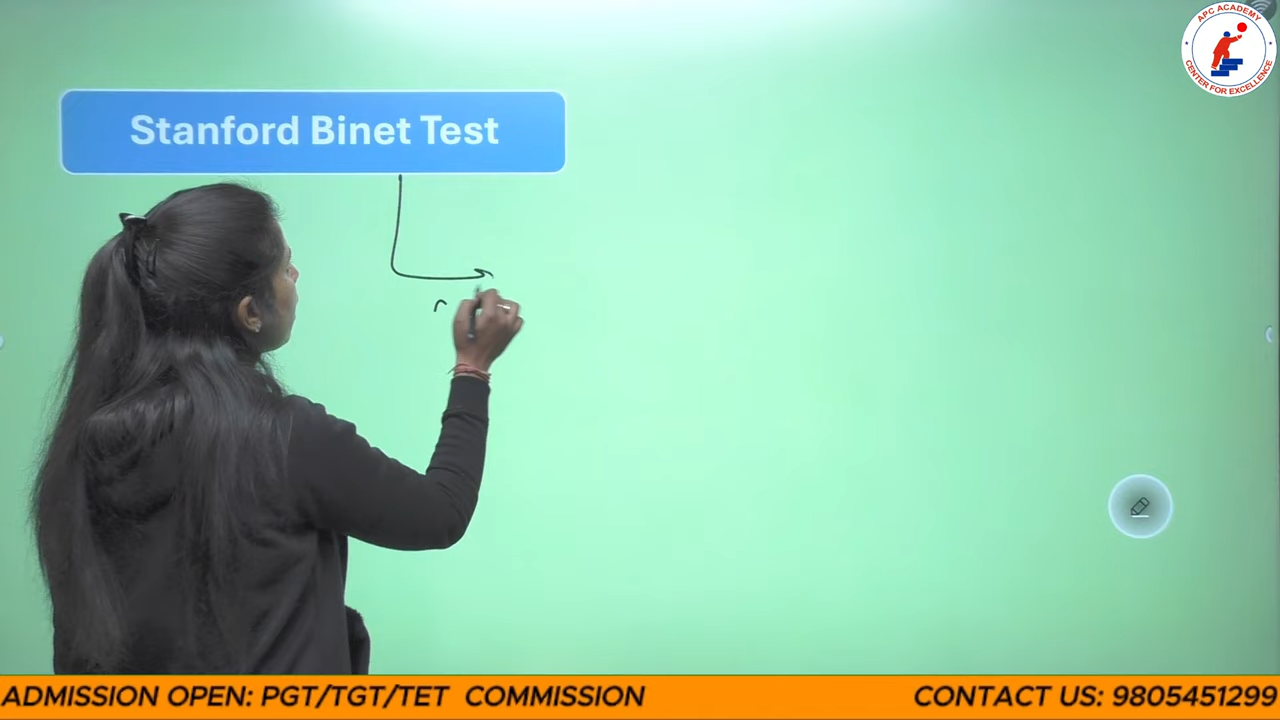 APC ACADEMY
CENTER FOR EXCELLENCE
Stanford Binet Test
ADMISSION OPEN: PGT/TGT/TET COMMISSION
CONTACT US: 9805451299